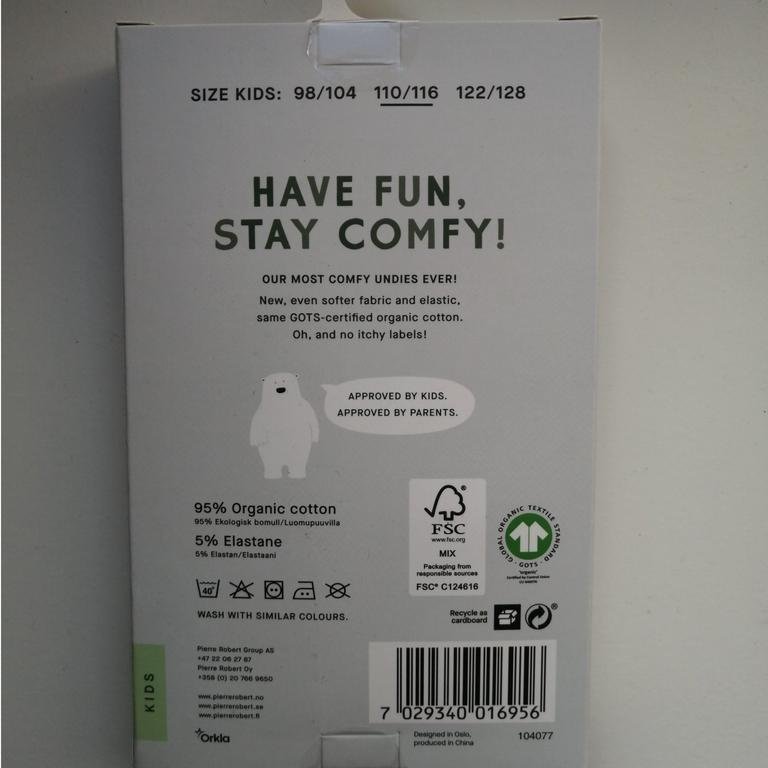 SIZE KIDS: 98/104 110/116 122/128
HAVE FUN,
STAY COMFY!
OUR MOST COMFY UNDIES EVER!
New, even softer fabric and elastic,
same GOTS-certified organic cotton.
Oh, and no itchy labels!
APPROVED BY KIDS.
APPROVED BY PARENTS.
95% Organic cotton
95% Ekologisk bomull/Luomupuuvilla
5% Elastane
5% Elastan/Elastaani
40°
WASH WITH SIMILAR COLOURS.
FSC®
www.fsc.org
MIX
Packaging from
responsible sources
FSC® C124616
GLOBAL ORGANIC TEXTILE STANDARD
· GOTS ·
"organic"
Certified by Control Union
Recycle as
cardboard
KIDS
Pierre Robert Group AS
+47 22 06 27 87
Pierre Robert Oy
+358 (0) 20 766 9650
www.pierrerobert.no
www.pierrerobert.se
www.pierrerobert.fi
Orkla
7 029340 016956
Designed in Oslo,
produced in China
104077